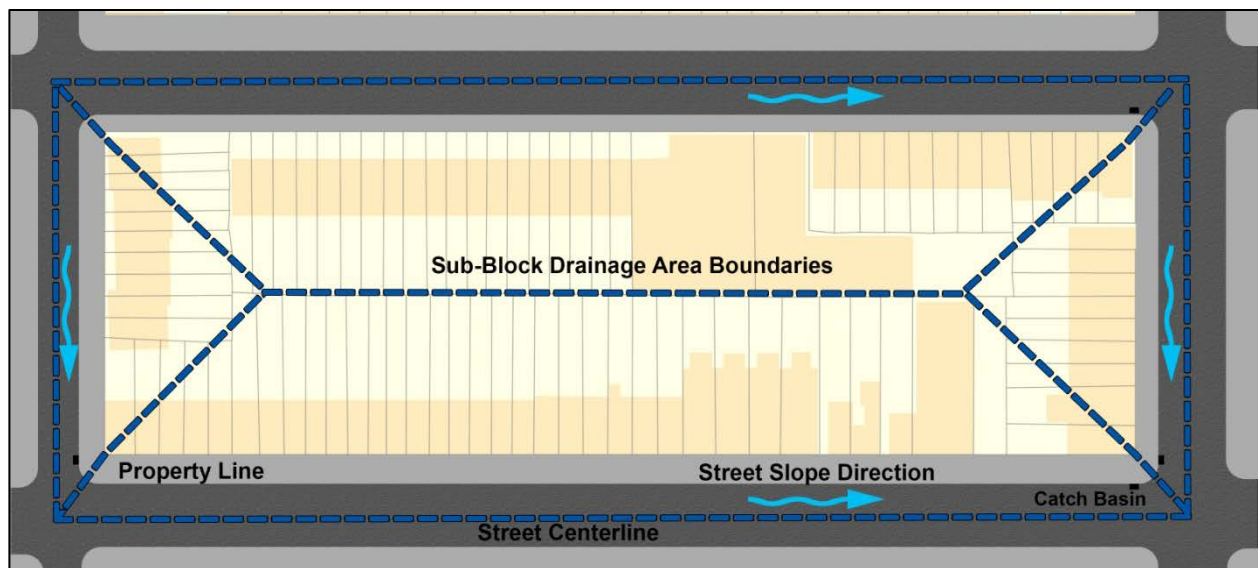 Sub-Block Drainage Area Boundaries
Property Line
Street Slope Direction
Catch Basin
Street Centerline